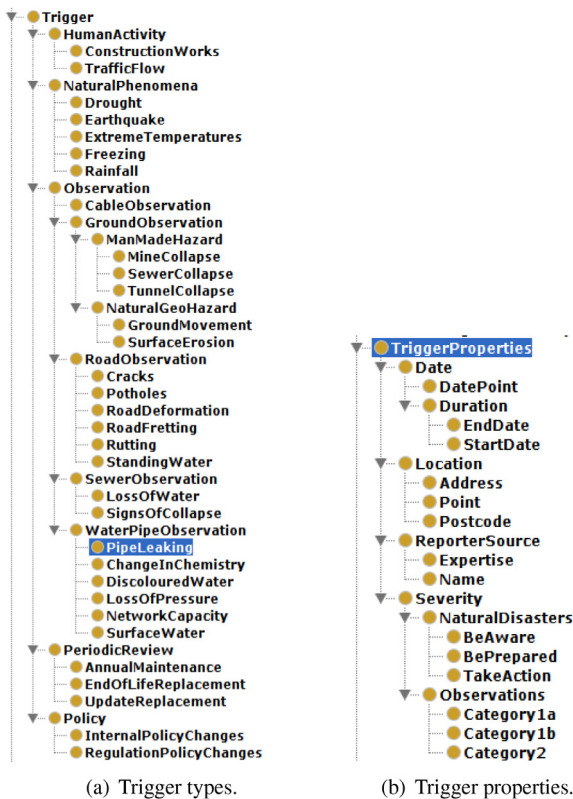 Trigger
HumanActivity
ConstructionWorks
TrafficFlow
NaturalPhenomena
Drought
Earthquake
ExtremeTemperatures
Freezing
Rainfall
Observation
CableObservation
GroundObservation
ManMadeHazard
MineCollapse
SewerCollapse
TunnelCollapse
NaturalGeoHazard
GroundMovement
SurfaceErosion
RoadObservation
Cracks
Potholes
RoadDeformation
RoadFretting
Rutting
StandingWater
SewerObservation
LossOfWater
SignsOfCollapse
WaterPipeObservation
PipeLeaking
ChangeInChemistry
DiscolouredWater
LossOfPressure
NetworkCapacity
SurfaceWater
PeriodicReview
AnnualMaintenance
EndOfLifeReplacement
UpdateReplacement
Policy
InternalPolicyChanges
RegulationPolicyChanges
(a) Trigger types.
TriggerProperties
Date
DatePoint
Duration
EndDate
StartDate
Location
Address
Point
Postcode
ReporterSource
Expertise
Name
Severity
NaturalDisasters
BeAware
BePrepared
TakeAction
Observations
Category1a
Category1b
Category2
(b) Trigger properties.